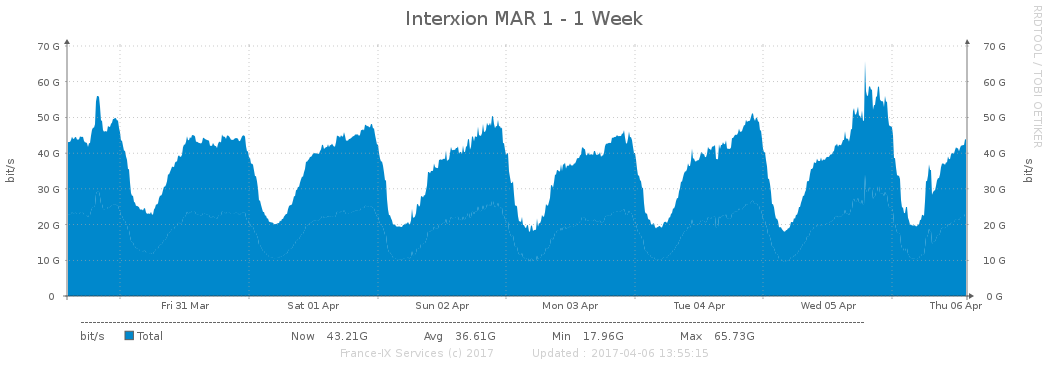 Interxion MAR 1 - 1 Week
RRDTOOL / TOBI OETIKER
70 G 70 G
60 G 60 G
50 G 50 G
40 G 40 G
30 G 30 G
20 G 20 G
10 G 10 G
0 0 G
bit/s bit/s
Fri 31 Mar Sat 01 Apr Sun 02 Apr Mon 03 Apr Tue 04 Apr Wed 05 Apr Thu 06 Apr
bit/s Total Now 43.21G Avg 36.61G Min 17.96G Max 65.73G
France-IX Services (c) 2017 Updated : 2017-04-06 13:55:15